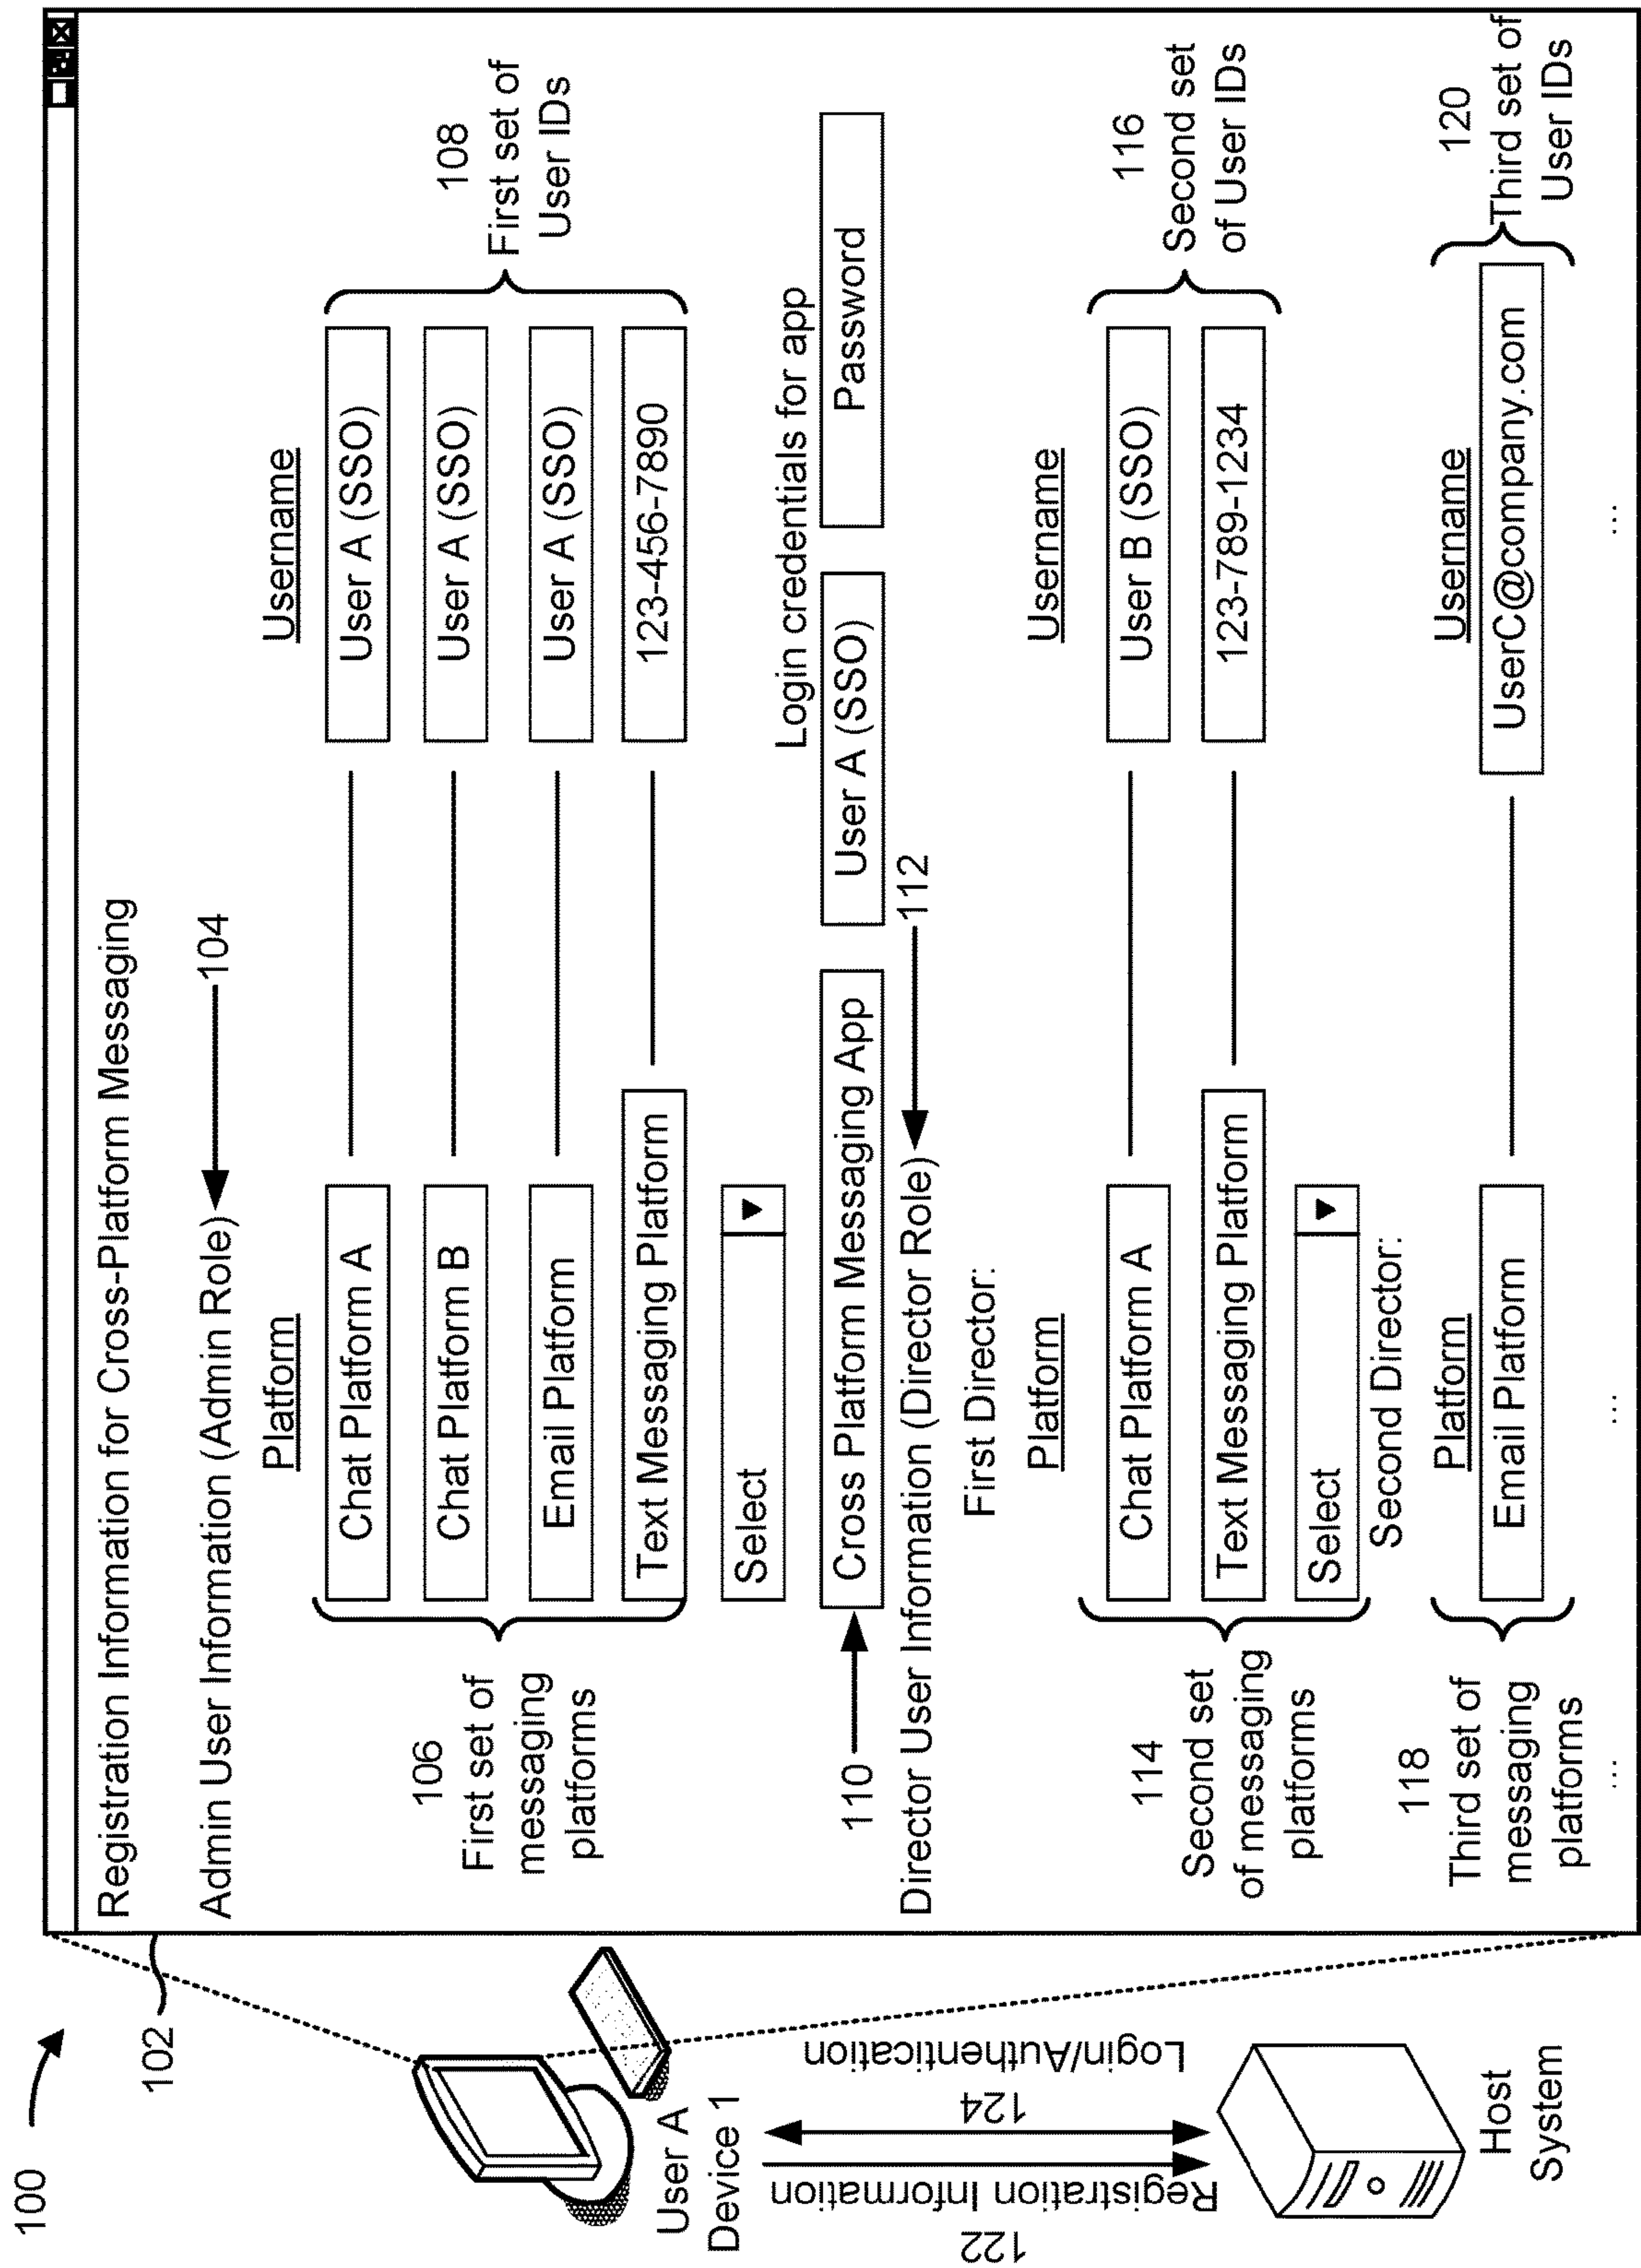 100
102
Registration Information for Cross-Platform Messaging
Admin User Information (Admin Role)
104
Platform
Username
106
First set of
messaging
platforms
Chat Platform A
User A (SSO)
Chat Platform B
User A (SSO)
Email Platform
User A (SSO)
Text Messaging Platform
123-456-7890
108
First set of
User IDs
Select
Login credentials for app
110
Cross Platform Messaging App
User A (SSO)
Password
Director User Information (Director Role)
112
First Director:
Platform
Username
114
Second set
of messaging
platforms
Chat Platform A
User B (SSO)
Text Messaging Platform
123-789-1234
116
Second set
of User IDs
Select
Second Director:
Platform
Username
118
Third set of
messaging
platforms
Email Platform
UserC@company.com
120
Third set of
User IDs
...
...
...
User A
Device 1
122
Registration Information
124
Login/Authentication
Host
System